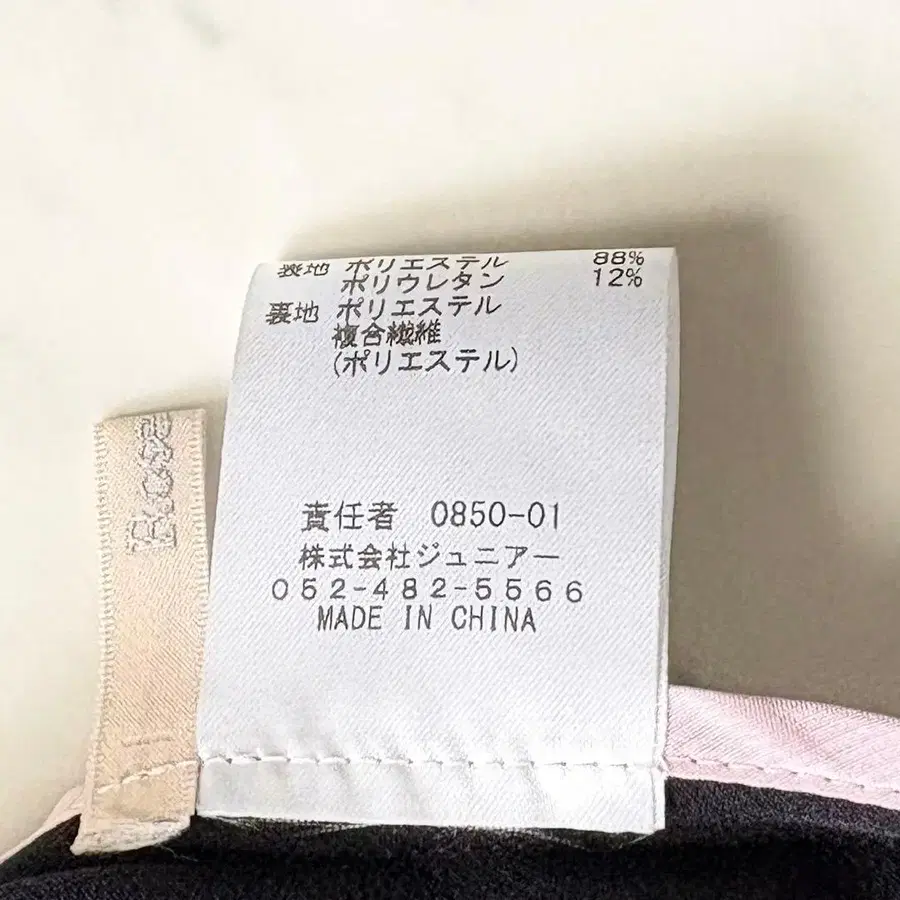 表地 ポリエステル 88%
ポリウレタン 12%
裏地 ポリエステル
複合繊維
(ポリエステル)
責任者 0850-01
株式会社ジュニアー
052-482-5566
MADE IN CHINA